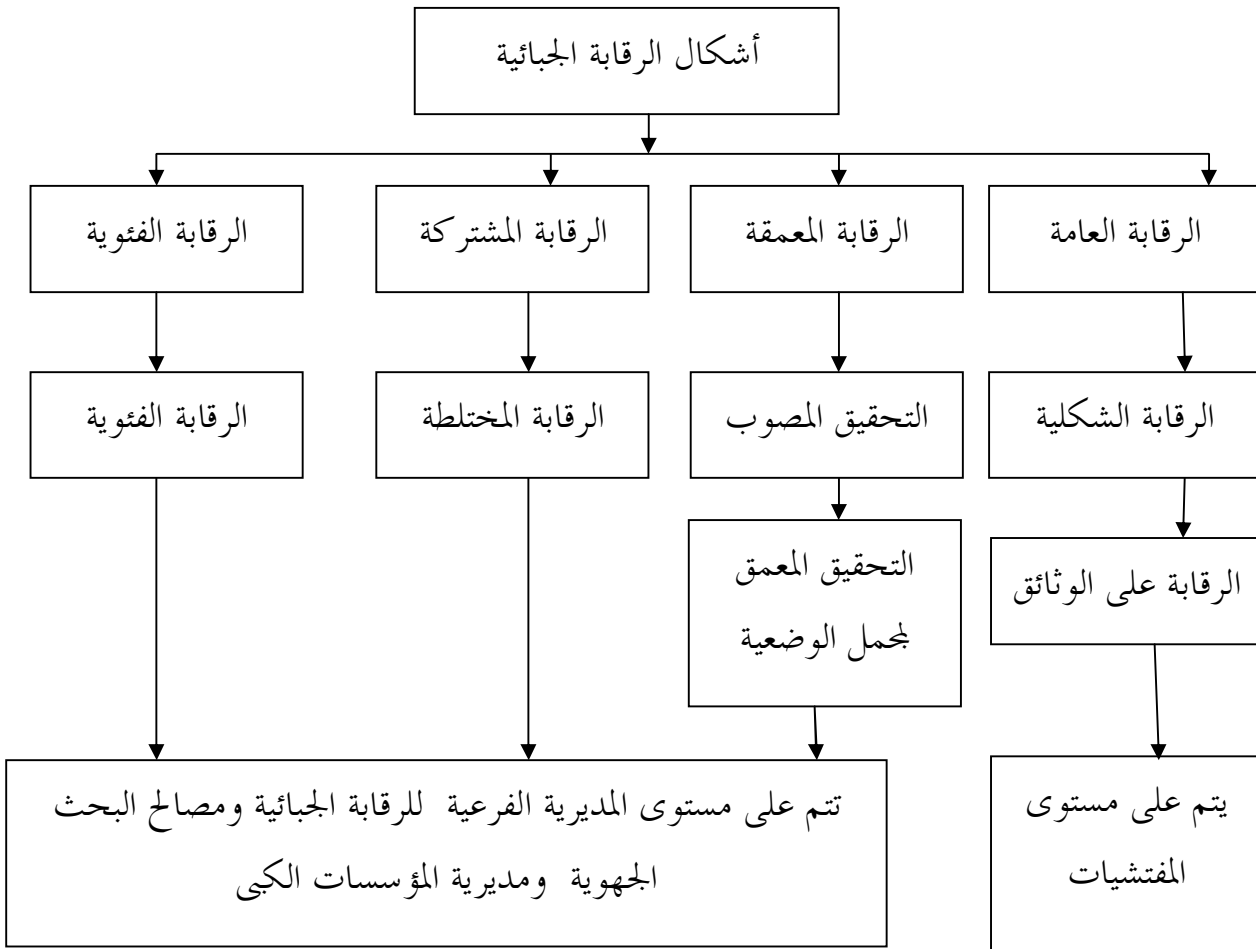 أشكال الرقابة الجبائية
الرقابة العامة
الرقابة المعمقة
الرقابة المشتركة
الرقابة الفئوية
الرقابة الشكلية
التحقيق المصوب
الرقابة المختلطة
الرقابة الفئوية
الرقابة على الوثائق
التحقيق المعمق
لمجمل الوضعية
يتم على مستوى
المفتشيات
تتم على مستوى المديرية الفرعية للرقابة الجبائية ومصالح البحث
الجهوية ومديرية المؤسسات الكبى